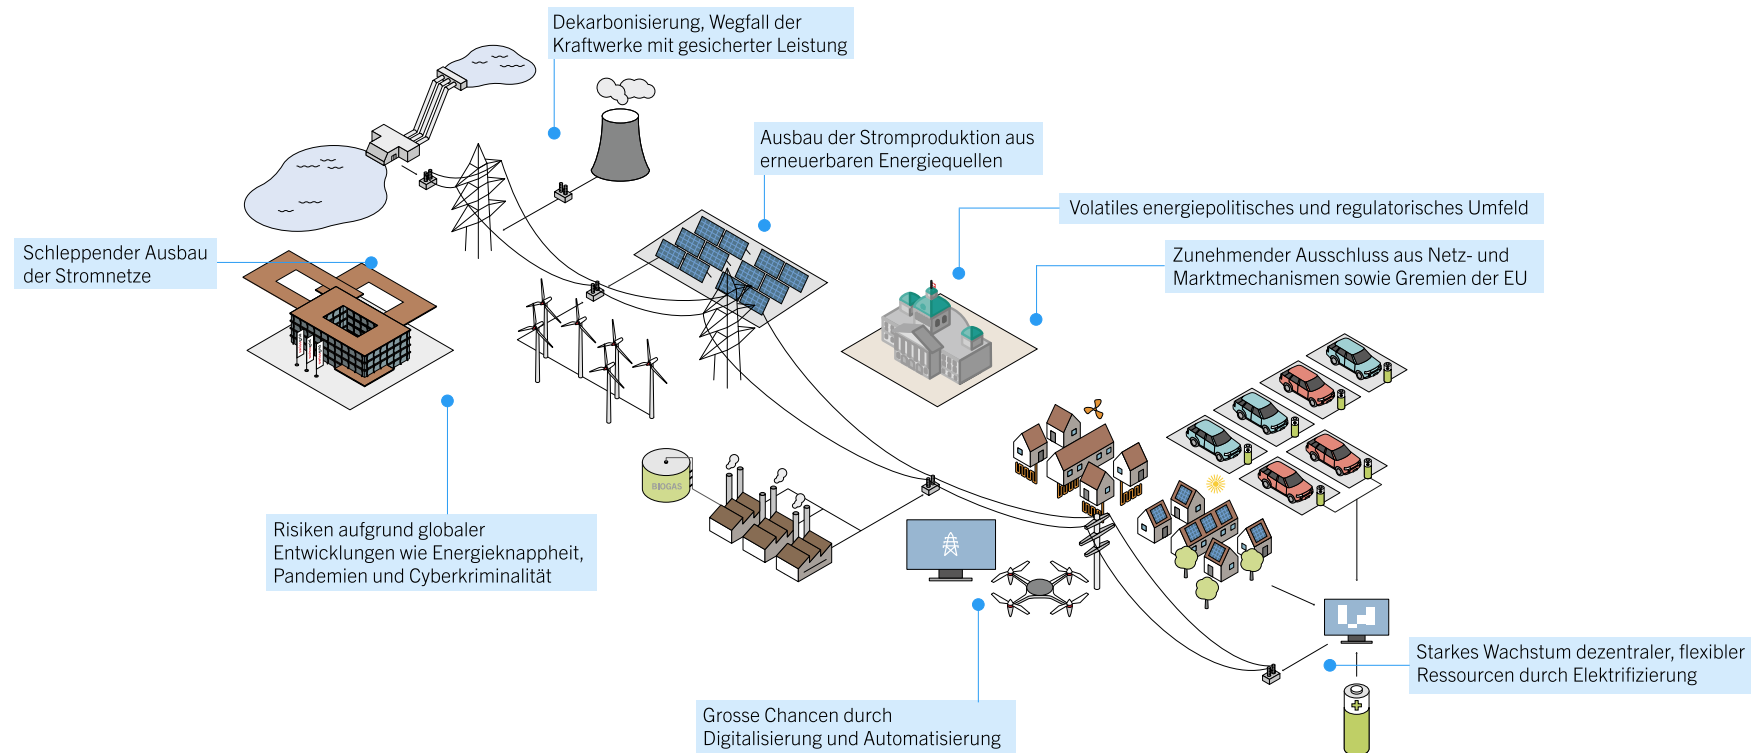 Dekarbonisierung, Wegfall der
Kraftwerke mit gesicherter Leistung
Ausbau der Stromproduktion aus
erneuerbaren Energiequellen
Volatiles energiepolitisches und regulatorisches Umfeld
Schleppender Ausbau
der Stromnetze
Zunehmender Ausschluss aus Netz- und
Marktmechanismen sowie Gremien der EU
BIOGAS
Risiken aufgrund globaler
Entwicklungen wie Energieknappheit,
Pandemien und Cyberkriminalität
Starkes Wachstum dezentraler, flexibler
Ressourcen durch Elektrifizierung
Grosse Chancen durch
Digitalisierung und Automatisierung